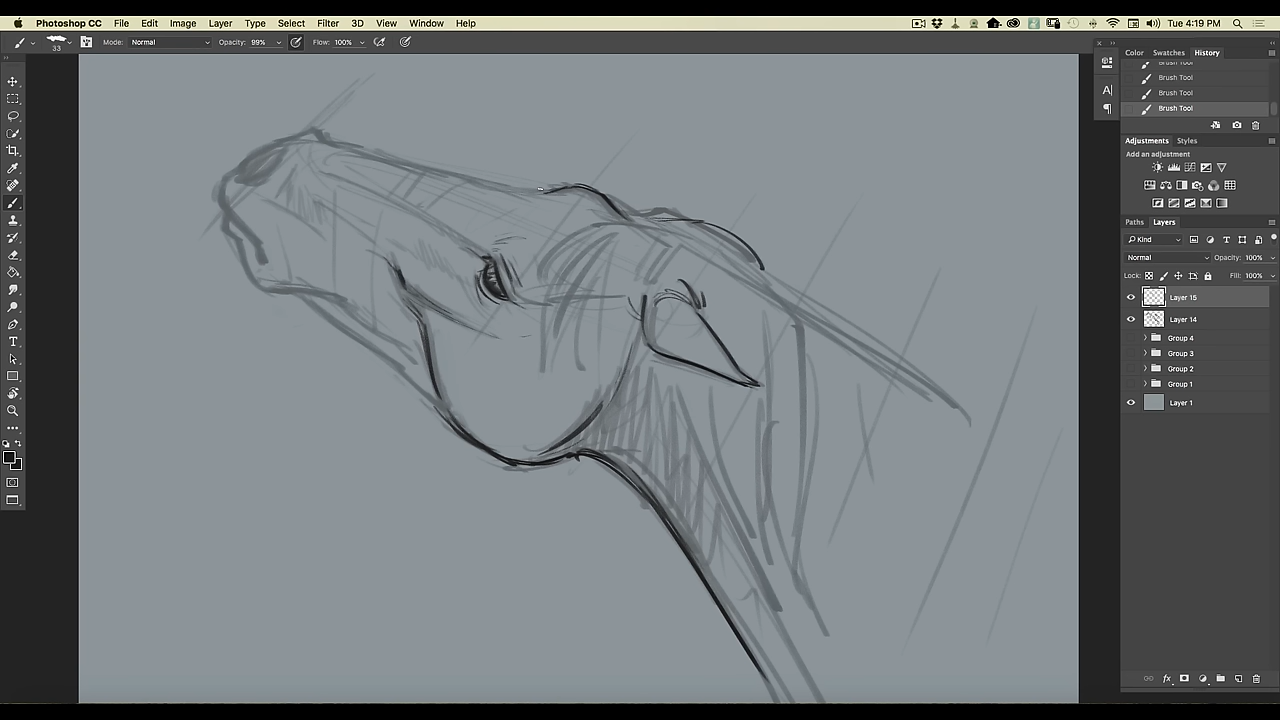 Photoshop CC File Edit Image Layer Type Select Filter 3D View Window Help Tue 4:19 PM
33 Mode: Normal Opacity: 99% Flow: 100%
Color Swatches History
Brush Tool
Brush Tool
Brush Tool
Brush Tool
Adjustments Styles
Add an adjustment
Paths Layers
Kind
Normal Opacity: 100%
Lock: Fill: 100%
Layer 15
Layer 14
Group 4
Group 3
Group 2
Group 1
Layer 1